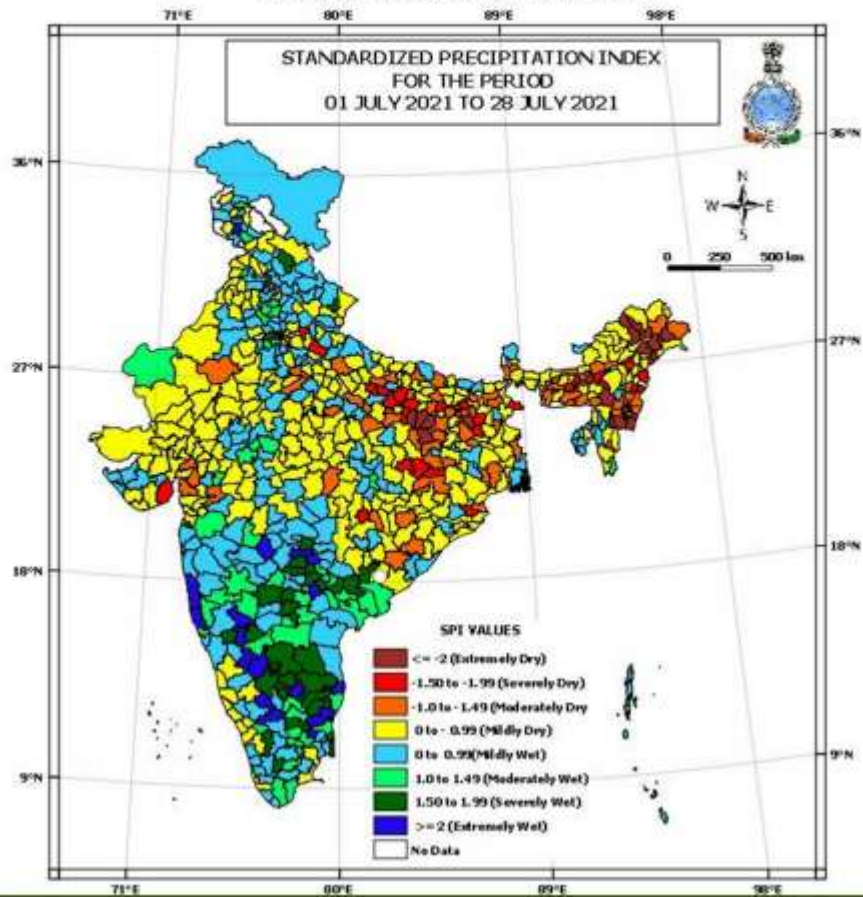 71°E 80°E 89°E 98°E
STANDARDIZED PRECIPITATION INDEX
FOR THE PERIOD
01 JULY 2021 TO 28 JULY 2021
36°N 36°N
N
W E
S
0 250 500 km
27°N 27°N
18°N 18°N
SPI VALUES
<= -2 (Extremely Dry)
-1.50 to -1.99 (Severely Dry)
-1.0 to -1.49 (Moderately Dry
0 to - 0.99 (Mildly Dry)
0 to 0.99(Mildly Wet)
1.0 to 1.49 (Moderately Wet)
1.50 to 1.99 (Severely Wet)
>= 2 (Extremely Wet)
No Data
9°N 9°N
71°E 80°E 89°E 98°E